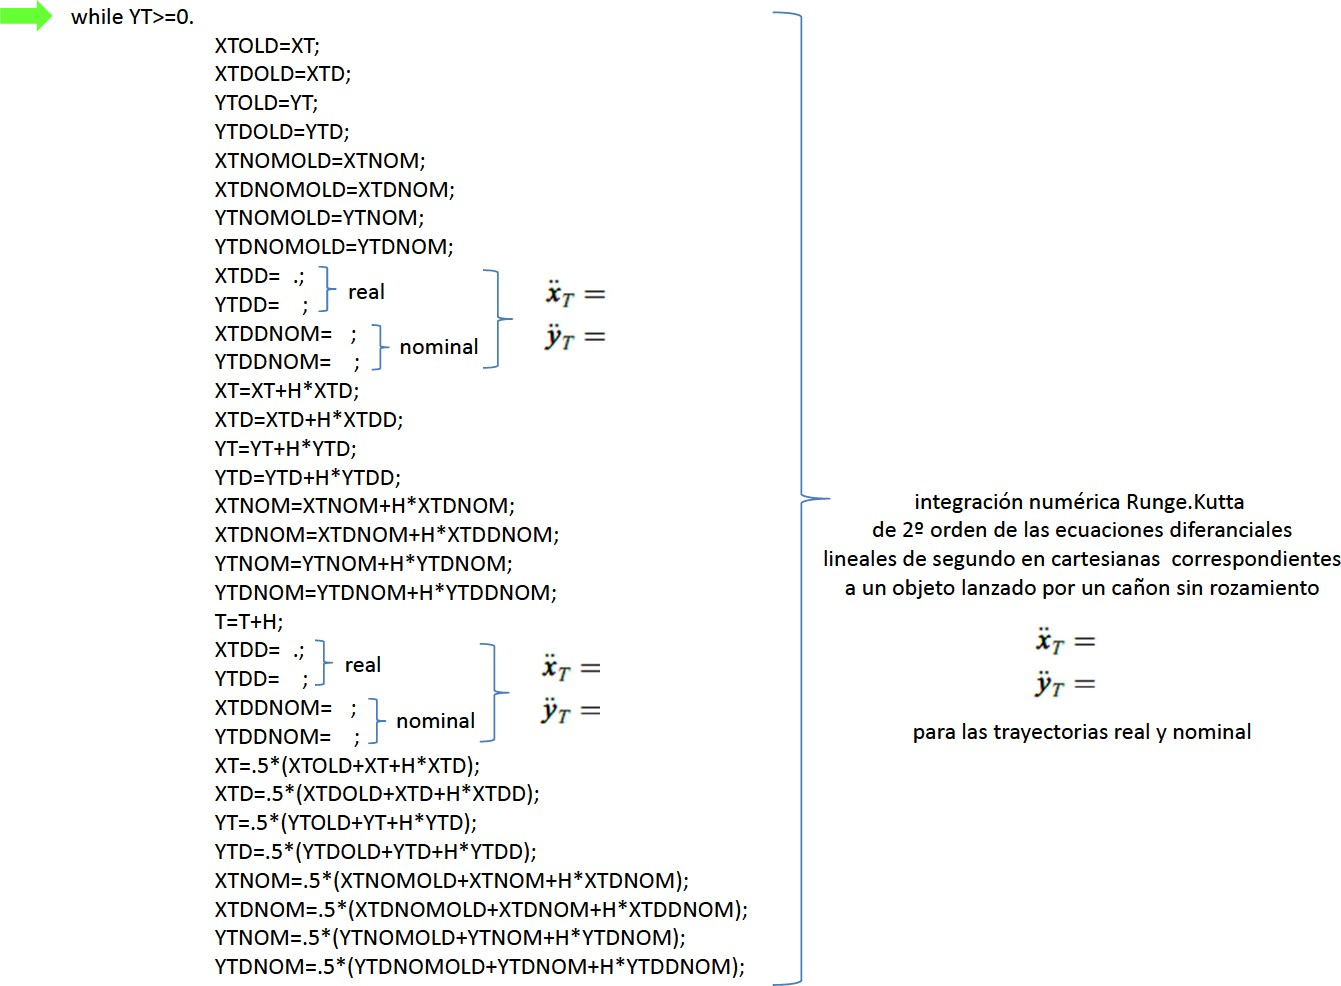 while YT>=0.
XTOLD=XT;
XTDOLD=XTD;
YTOLD=YT;
YTDOLD=YTD;
XTNOMOLD=XTNOM;
XTDNOMOLD=XTDNOM;
YTNOMOLD=YTNOM;
YTDNOMOLD=YTDNOM;
XTDD= .;
YTDD= ;
real
XTDDNOM= ;
YTDDNOM= ;
nominal
ẍT =
ÿT =
XT=XT+H*XTD;
XTD=XTD+H*XTDD;
YT=YT+H*YTD;
YTD=YTD+H*YTDD;
XTNOM=XTNOM+H*XTDNOM;
XTDNOM=XTDNOM+H*XTDDNOM;
YTNOM=YTNOM+H*YTDNOM;
YTDNOM=YTDNOM+H*YTDDNOM;
T=T+H;
XTDD= .;
YTDD= ;
real
XTDDNOM= ;
YTDDNOM= ;
nominal
ẍT =
ÿT =
XT=.5*(XTOLD+XT+H*XTD);
XTD=.5*(XTDOLD+XTD+H*XTDD);
YT=.5*(YTOLD+YT+H*YTD);
YTD=.5*(YTDOLD+YTD+H*YTDD);
XTNOM=.5*(XTNOMOLD+XTNOM+H*XTDNOM);
XTDNOM=.5*(XTDNOMOLD+XTDNOM+H*XTDDNOM);
YTNOM=.5*(YTNOMOLD+YTNOM+H*YTDNOM);
YTDNOM=.5*(YTDNOMOLD+YTDNOM+H*YTDDNOM);
integración numérica Runge.Kutta
de 2º orden de las ecuaciones diferanciales
lineales de segundo en cartesianas correspondientes
a un objeto lanzado por un cañon sin rozamiento
ẍT =
ÿT =
para las trayectorias real y nominal